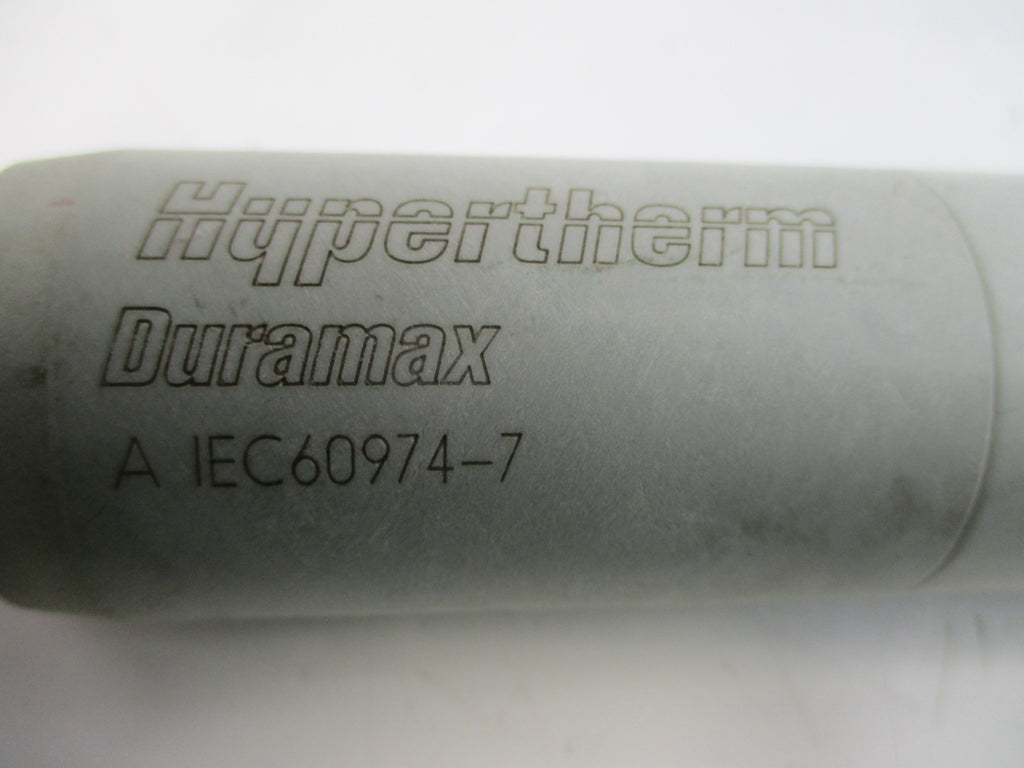 Hypertherm
Duramax
A IEC60974-7